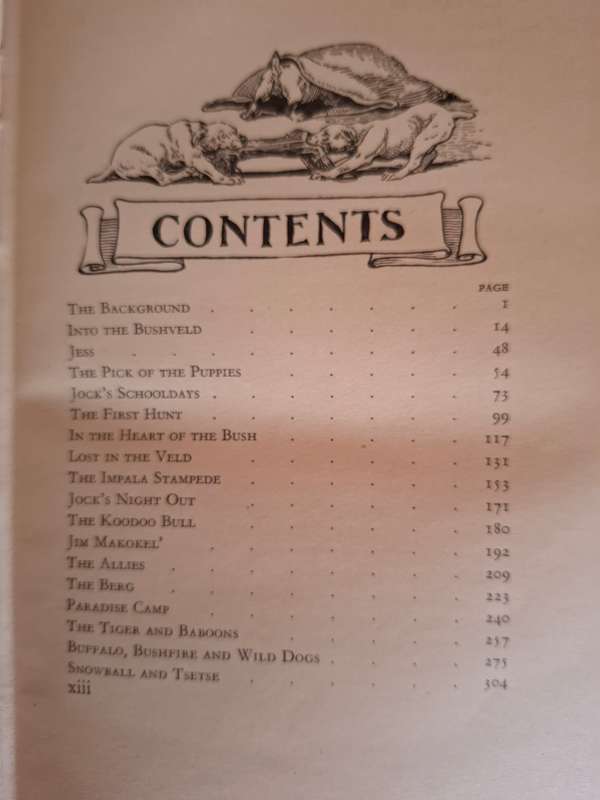 CONTENTS
PAGE
THE BACKGROUND . . . . . . . 1
INTO THE BUSHVELD . . . . . . 14
JESS . . . . . . . . . 48
THE PICK OF THE PUPPIES . . . . . . 54
JOCK'S SCHOOLDAYS . . . . . . . 73
THE FIRST HUNT . . . . . . . 99
IN THE HEART OF THE BUSH . . . . . 117
LOST IN THE VELD . . . . . . 131
THE IMPALA STAMPEDE . . . . . . 153
JOCK'S NIGHT OUT . . . . . . 171
THE KOODOO BULL . . . . . . 180
JIM MAKOKEL' . . . . . . . 192
THE ALLIES . . . . . . . . 209
THE BERG . . . . . . . . 223
PARADISE CAMP . . . . . . . 240
THE TIGER AND BABOONS . . . . . 257
BUFFALO, BUSHFIRE AND WILD DOGS . . . . 275
SNOWBALL AND TSETSE . . . . . . 304
xiii